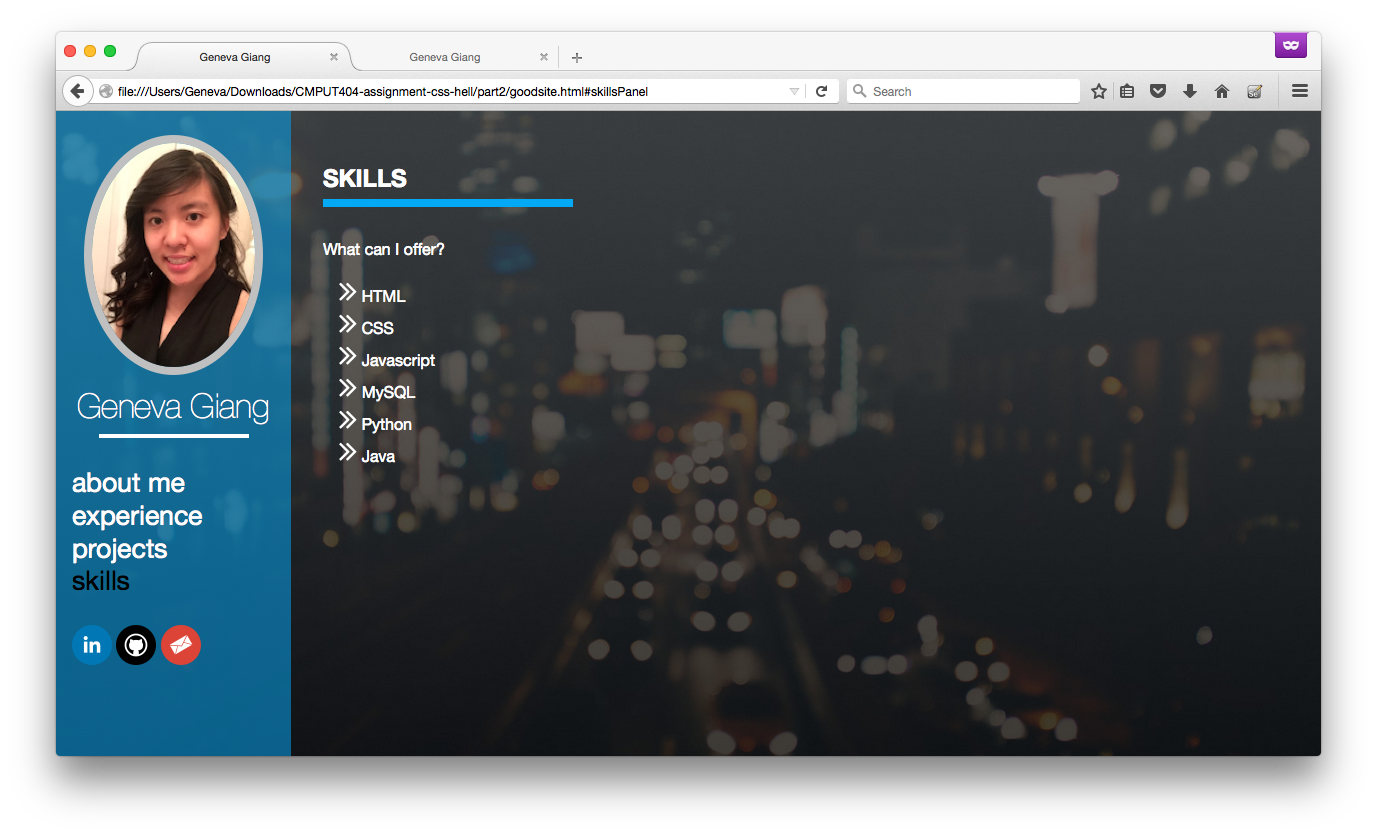 Geneva Giang
Geneva Giang
file:///Users/Geneva/Downloads/CMPUT404-assignment-css-hell/part2/goodsite.html#skillsPanel
Search
Geneva Giang
about me
experience
projects
skills
in
SKILLS
What can I offer?
HTML
CSS
Javascript
MySQL
Python
Java